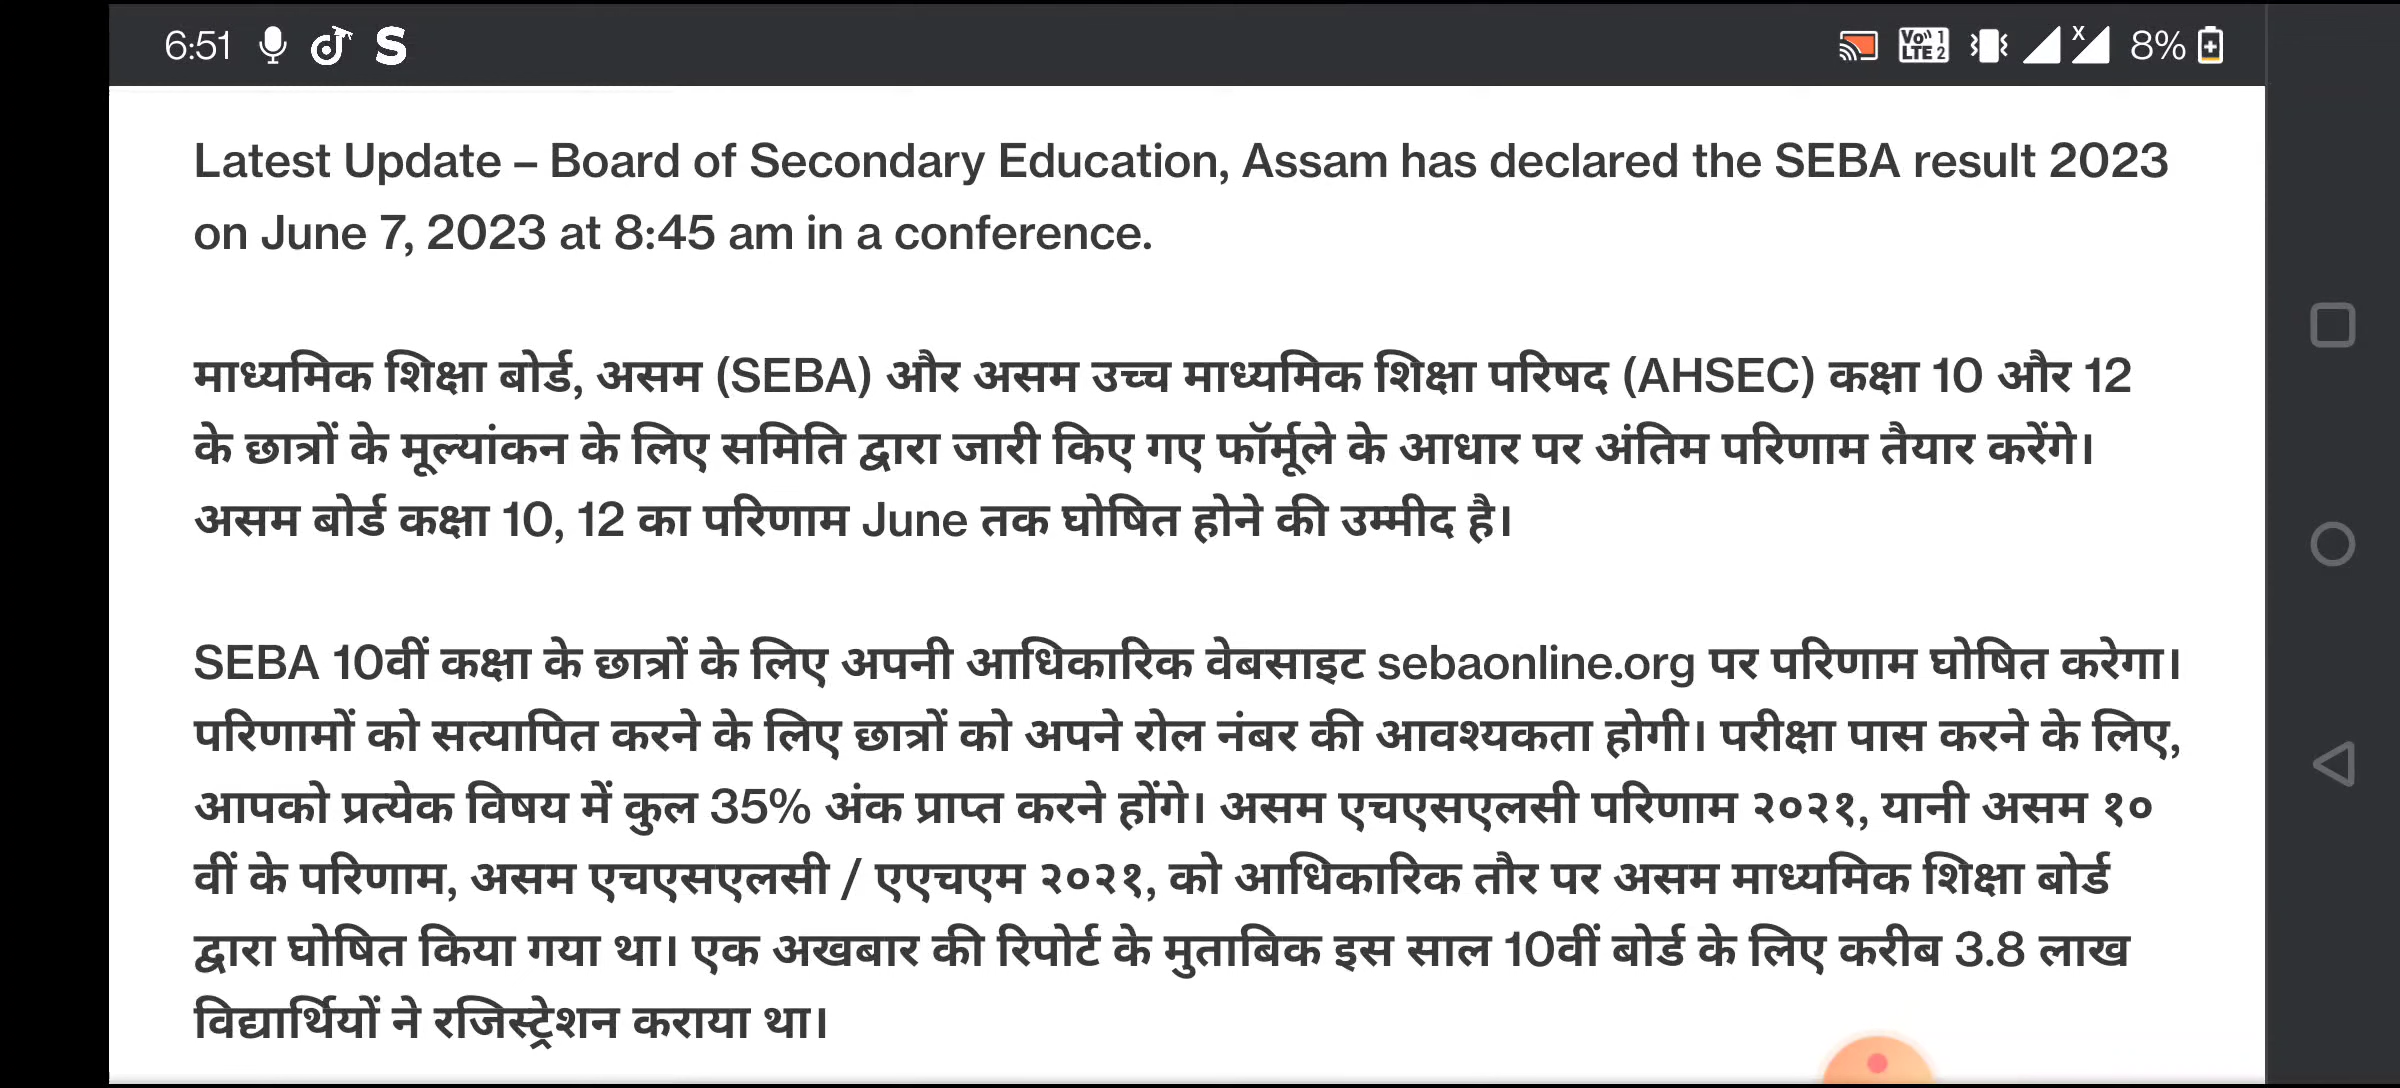 6:51
Vo)) 1
LTE 2
x
8%
Latest Update – Board of Secondary Education, Assam has declared the SEBA result 2023
on June 7, 2023 at 8:45 am in a conference.
माध्यमिक शिक्षा बोर्ड, असम (SEBA) और असम उच्च माध्यमिक शिक्षा परिषद (AHSEC) कक्षा 10 और 12
के छात्रों के मूल्यांकन के लिए समिति द्वारा जारी किए गए फॉर्मूले के आधार पर अंतिम परिणाम तैयार करेंगे।
असम बोर्ड कक्षा 10, 12 का परिणाम June तक घोषित होने की उम्मीद है।
SEBA 10वीं कक्षा के छात्रों के लिए अपनी आधिकारिक वेबसाइट sebaonline.org पर परिणाम घोषित करेगा।
परिणामों को सत्यापित करने के लिए छात्रों को अपने रोल नंबर की आवश्यकता होगी। परीक्षा पास करने के लिए,
आपको प्रत्येक विषय में कुल 35% अंक प्राप्त करने होंगे। असम एचएसएलसी परिणाम २०२१, यानी असम १०
वीं के परिणाम, असम एचएसएलसी / एएचएम २०२१, को आधिकारिक तौर पर असम माध्यमिक शिक्षा बोर्ड
द्वारा घोषित किया गया था। एक अखबार की रिपोर्ट के मुताबिक इस साल 10वीं बोर्ड के लिए करीब 3.8 लाख
विद्यार्थियों ने रजिस्ट्रेशन कराया था।